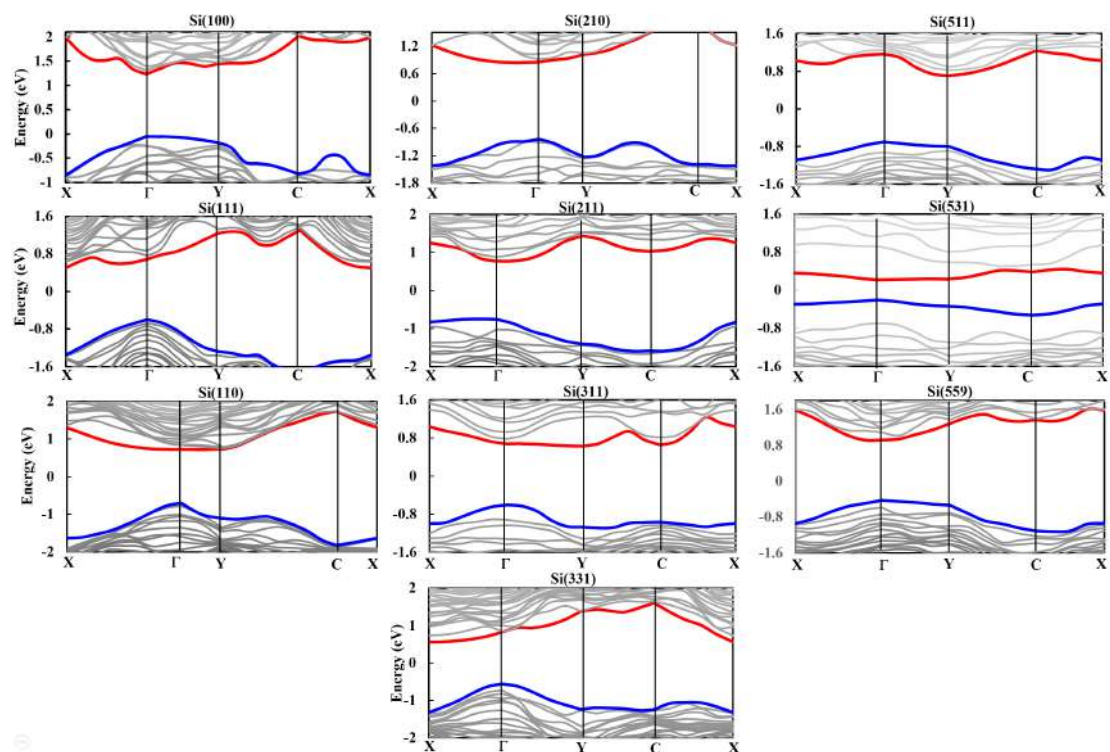 Si(100)
Energy (eV)
2
1.5
1
0.5
0
-0.5
-1
X Γ Y C X
Si(210)
1.2
0.6
0
-0.6
-1.2
-1.8
X Γ Y C X
Si(511)
1.6
0.8
0
-0.8
-1.6
X Γ Y C X
Si(111)
Energy (eV)
1.6
0.8
0
-0.8
-1.6
X Γ Y C X
Si(211)
2
1
0
-1
-2
X Γ Y C X
Si(531)
1.6
0.8
0
-0.8
-1.6
X Γ Y C X
Si(110)
Energy (eV)
2
1
0
-1
-2
X Γ Y C X
Si(311)
1.6
0.8
0
-0.8
-1.6
X Γ Y C X
Si(559)
1.6
0.8
0
-0.8
-1.6
X Γ Y C X
Si(331)
Energy (eV)
2
1
0
-1
-2
X Γ Y C X